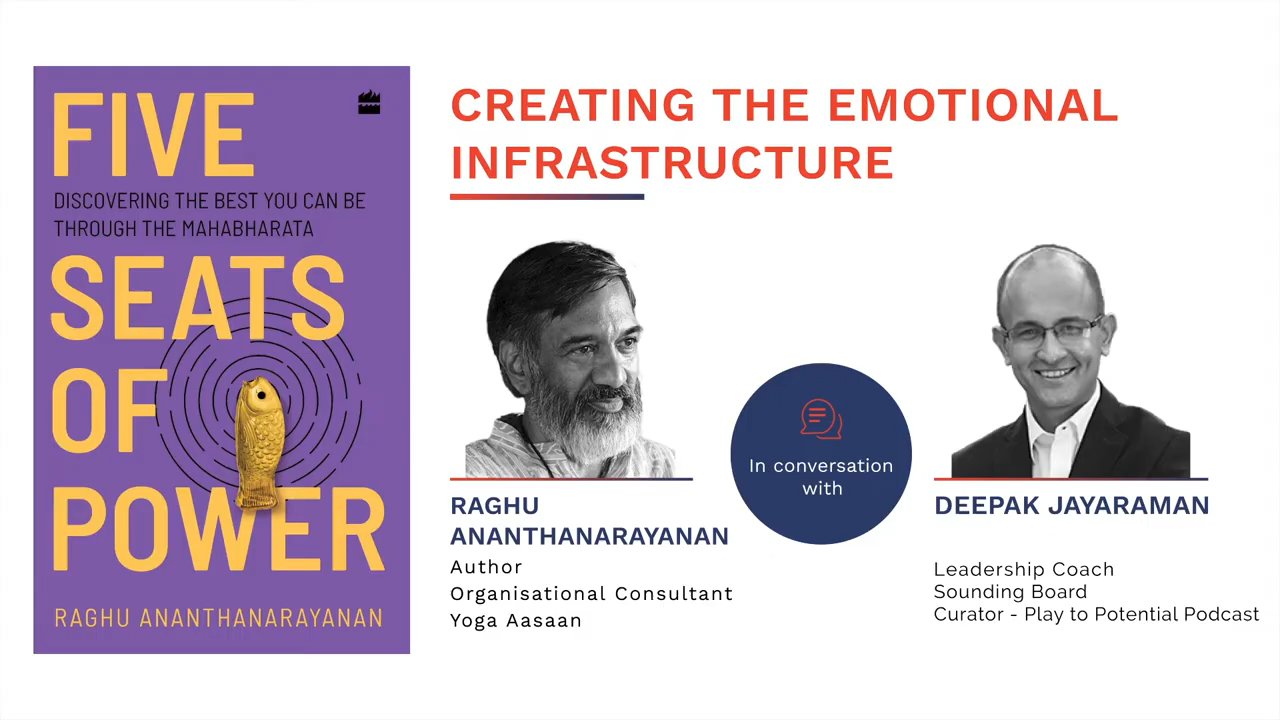 FIVE
DISCOVERING THE BEST YOU CAN BE
THROUGH THE MAHABHARATA
SEATS
OF
POWER
RAGHU ANANTHANARAYANAN
CREATING THE EMOTIONAL
INFRASTRUCTURE
RAGHU
ANANTHANARAYANAN
Author
Organisational Consultant
Yoga Aasaan
In conversation
with
DEEPAK JAYARAMAN
Leadership Coach
Sounding Board
Curator - Play to Potential Podcast